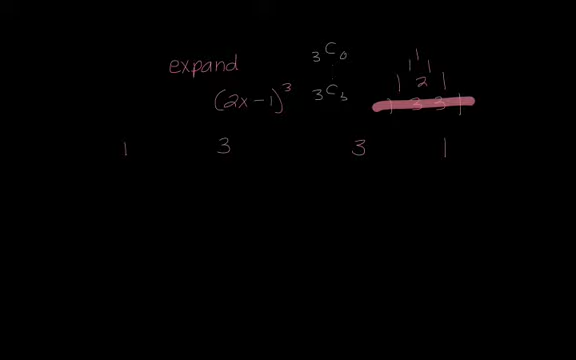 expand
(2x-1)³
₃C₀
⋮
₃C₃
1
1 1
1 2 1
1 3 3 1
1 3 3 1